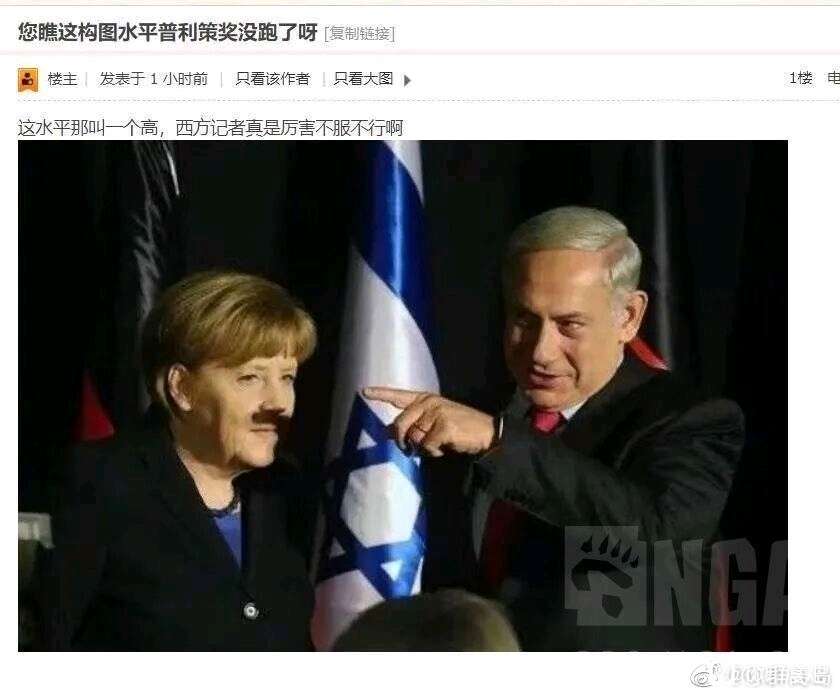 您瞧这构图水平普利策奖没跑了呀 [复制链接]
楼主 | 发表于 1 小时前 | 只看该作者 | 只看大图
1楼 电
这水平那叫一个高，西方记者真是厉害不服不行啊
NGA